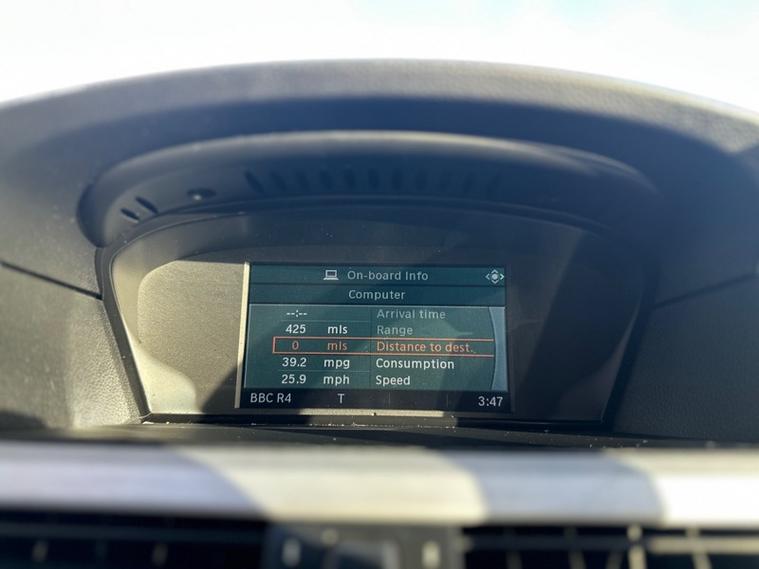 On-board Info
Computer
--:-- Arrival time
425 mls Range
0 mls Distance to dest.
39.2 mpg Consumption
25.9 mph Speed
BBC R4 T 3:47